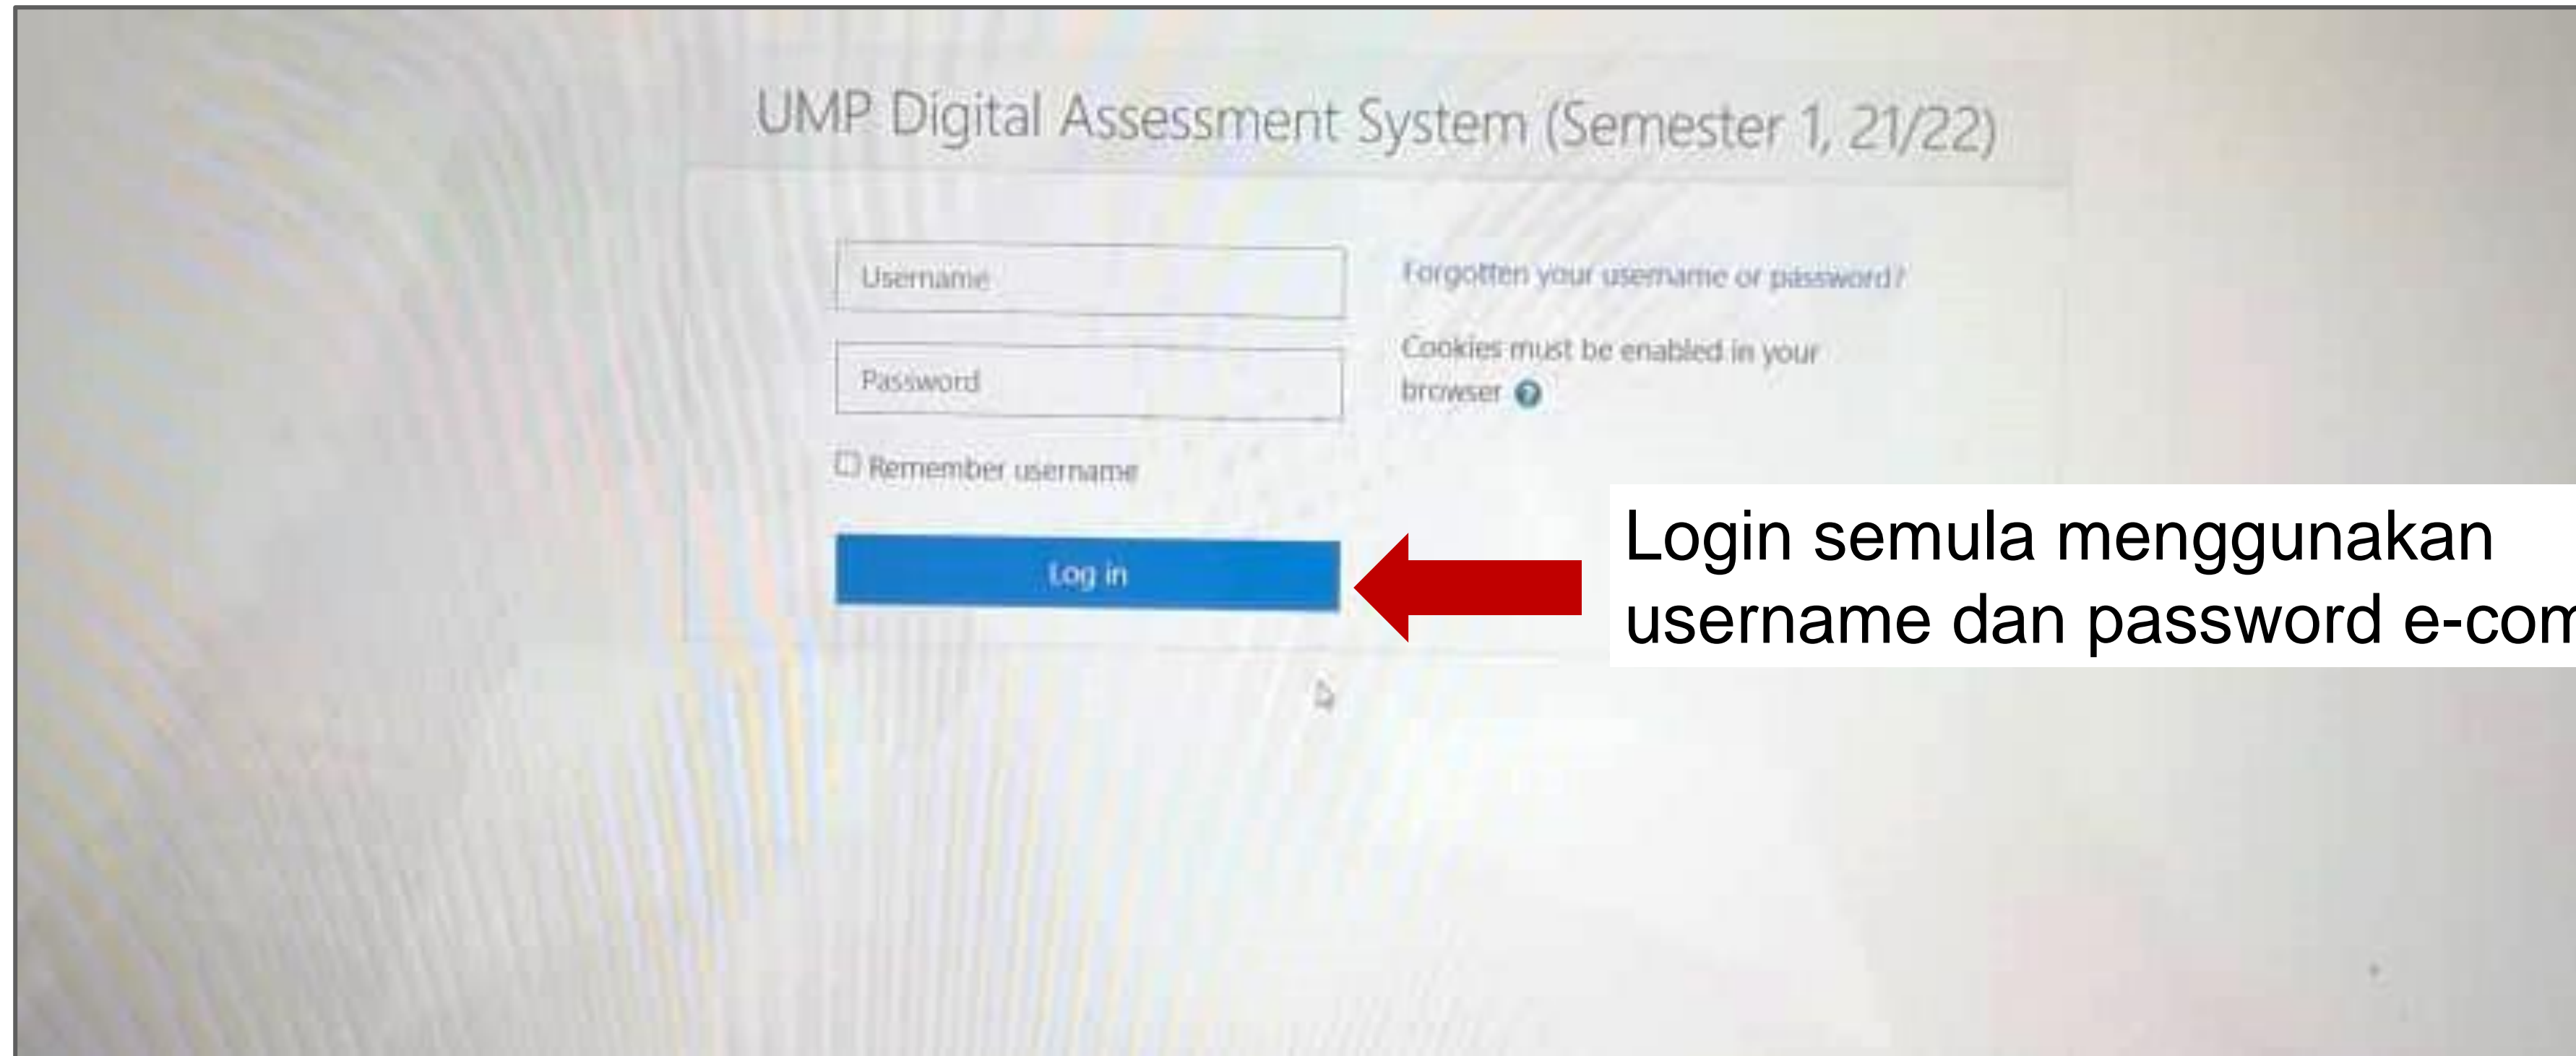 UMP Digital Assessment System (Semester 1, 21/22)
Username
Forgotten your username or password?
Password
Cookies must be enabled in your
browser ?
Remember username
Log in
Login semula menggunakan
username dan password